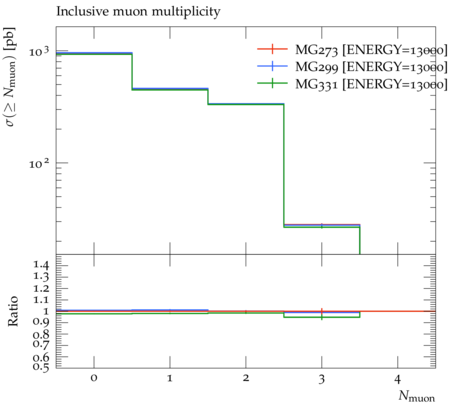 Inclusive muon multiplicity
σ(≥ Nmuon) [pb]
10³
10²
MG273 [ENERGY=13000]
MG299 [ENERGY=13000]
MG331 [ENERGY=13000]
Ratio
1.4
1.3
1.2
1.1
1
0.9
0.8
0.7
0.6
0.5
0 1 2 3 4
Nmuon